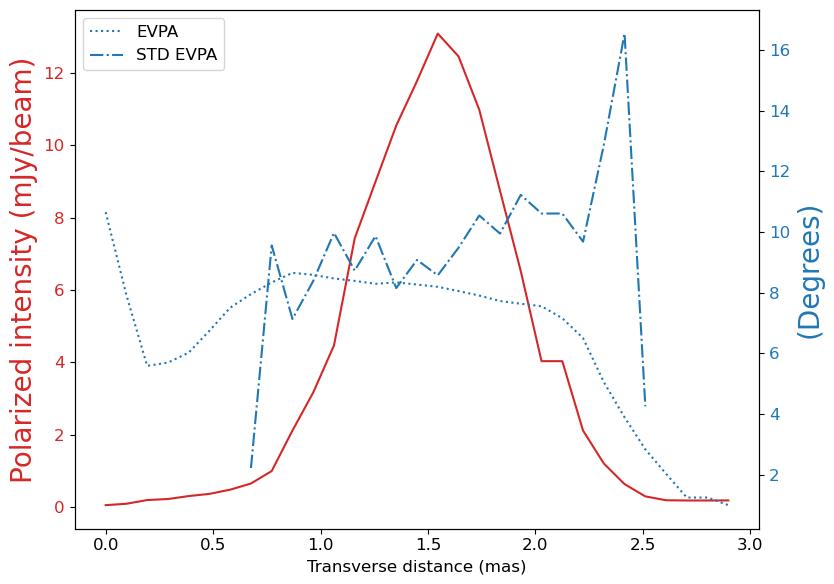 EVPA
STD EVPA
Polarized intensity (mJy/beam)
12
10
8
6
4
2
0
16
14
12
10
8
6
4
2
(Degrees)
0.0 0.5 1.0 1.5 2.0 2.5 3.0
Transverse distance (mas)